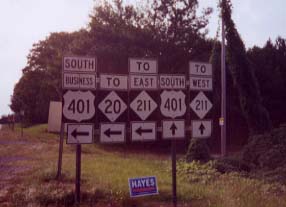 SOUTH
BUSINESS
401
TO
20
TO
EAST
211
SOUTH
401
TO
WEST
211
HAYES